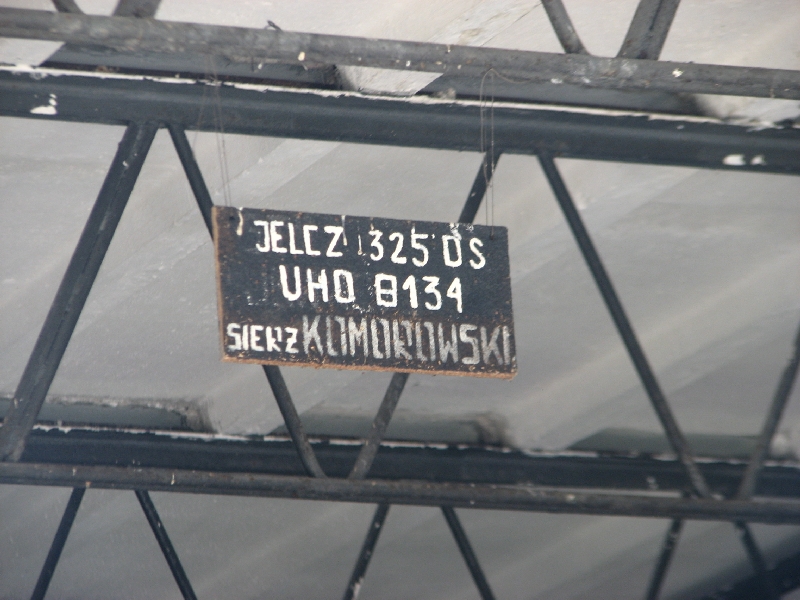 JELCZ 325 DS
UHO 8134
SIERZ KOMOROWSKI